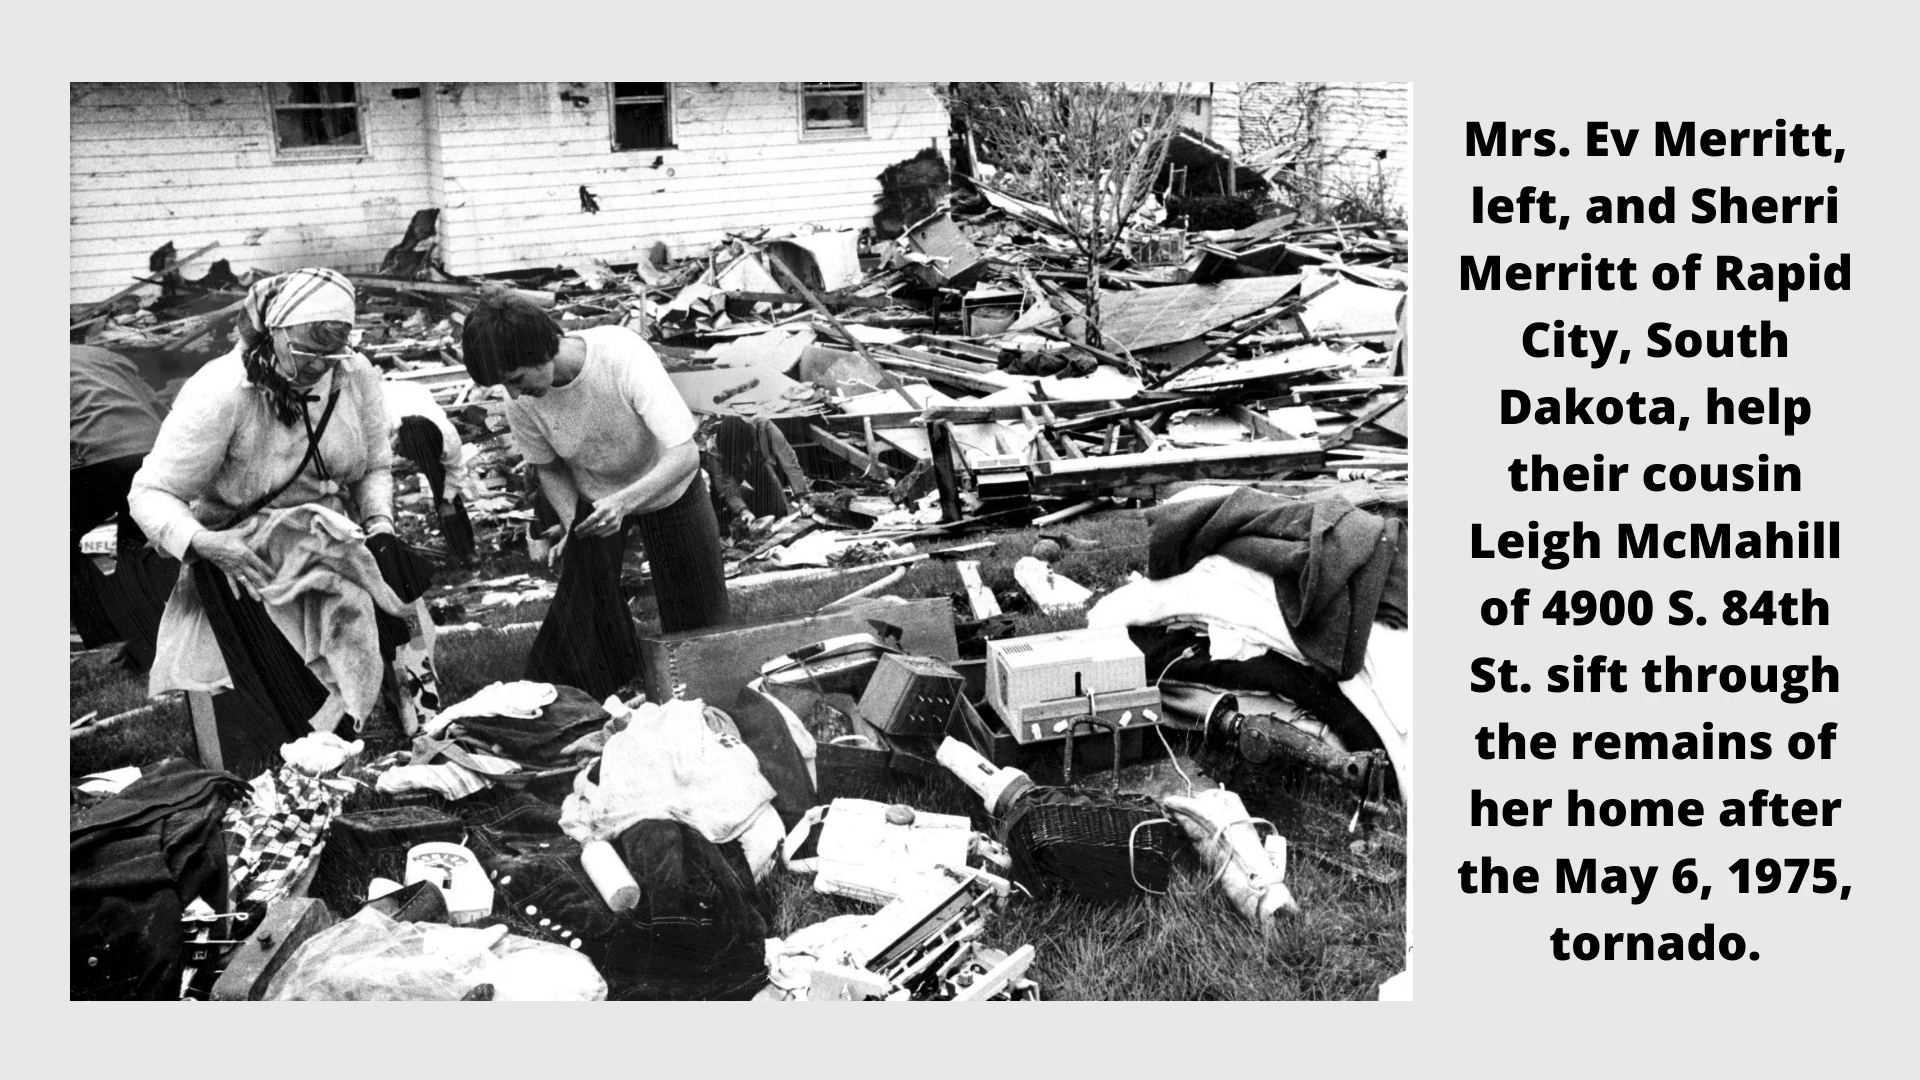 Mrs. Ev Merritt,
left, and Sherri
Merritt of Rapid
City, South
Dakota, help
their cousin
Leigh McMahill
of 4900 S. 84th
St. sift through
the remains of
her home after
the May 6, 1975,
tornado.